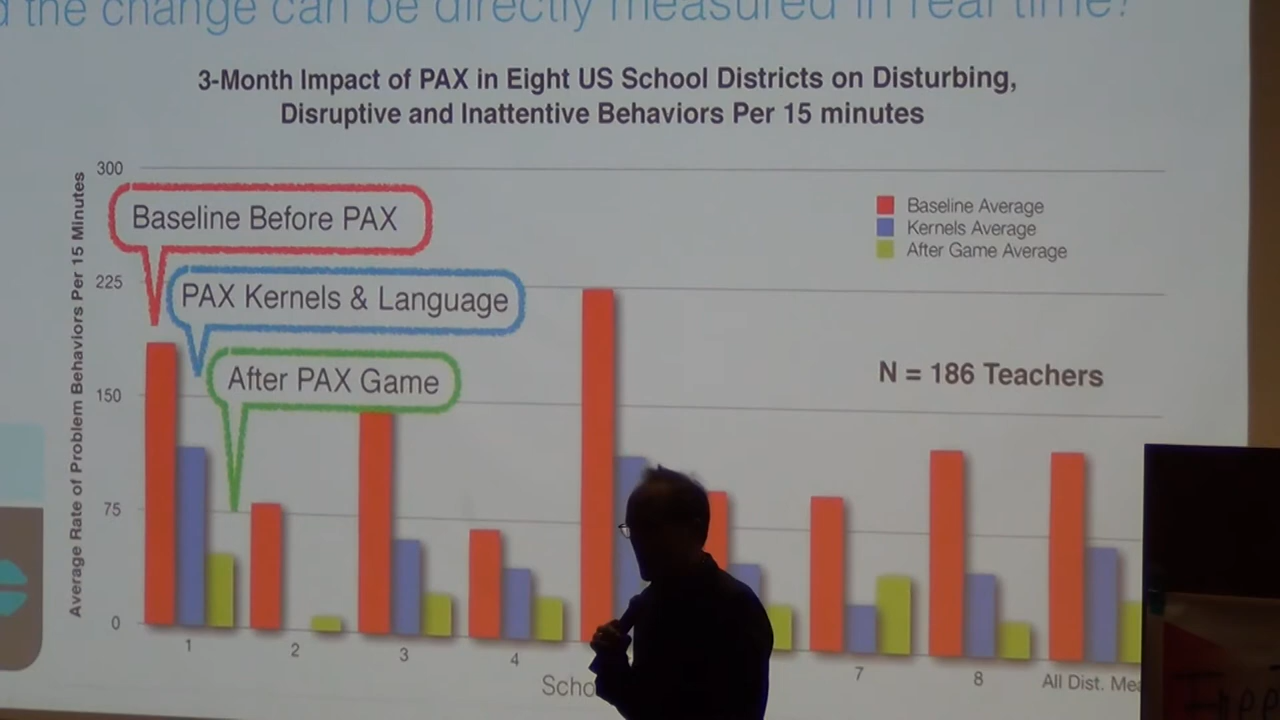 the change can be directly measured in real time?
3-Month Impact of PAX in Eight US School Districts on Disturbing,
Disruptive and Inattentive Behaviors Per 15 minutes
Average Rate of Problem Behaviors Per 15 Minutes
300
225
150
75
0
Baseline Before PAX
PAX Kernels & Language
After PAX Game
Baseline Average
Kernels Average
After Game Average
N = 186 Teachers
1
2
3
4
7
8
All Dist. Mea
Scho